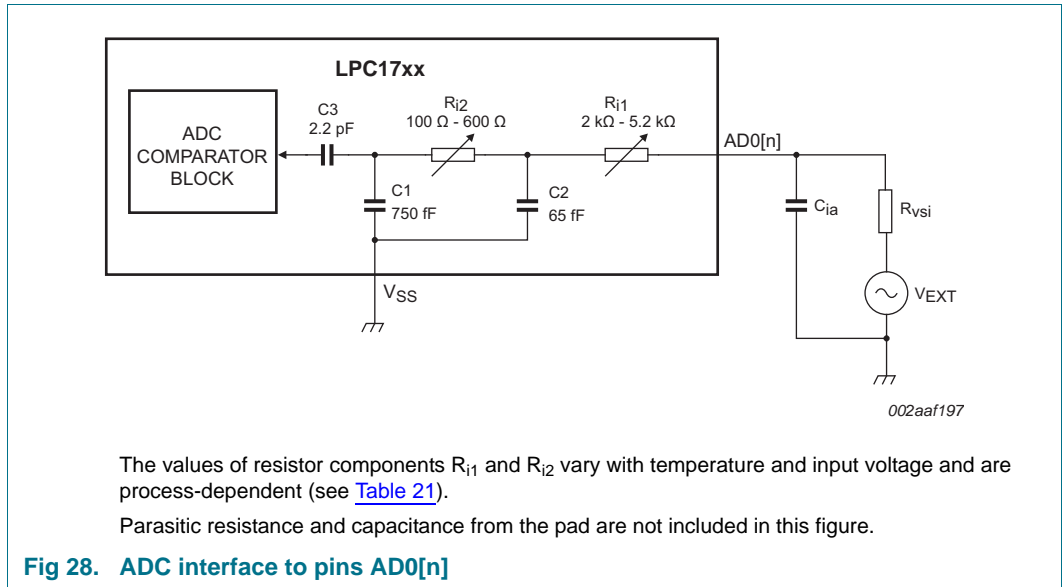 LPC17xx
ADC
COMPARATOR
BLOCK
C3
2.2 pF
Ri2
100 Ω - 600 Ω
Ri1
2 kΩ - 5.2 kΩ
AD0[n]
C1
750 fF
C2
65 fF
Cia
Rvsi
VSS
VEXT
002aaf197
The values of resistor components Ri1 and Ri2 vary with temperature and input voltage and are
process-dependent (see Table 21).
Parasitic resistance and capacitance from the pad are not included in this figure.
Fig 28. ADC interface to pins AD0[n]